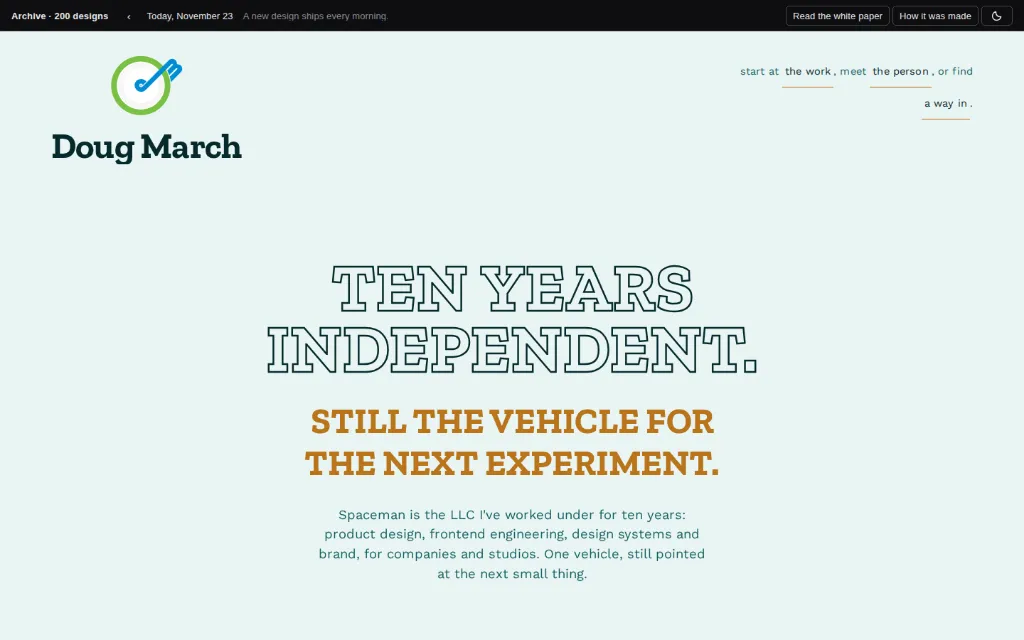 Archive · 200 designs ‹ Today, November 23 A new design ships every morning. Read the white paper How it was made
start at the work, meet the person, or find
a way in.
Doug March
TEN YEARS
INDEPENDENT.
STILL THE VEHICLE FOR
THE NEXT EXPERIMENT.
Spaceman is the LLC I've worked under for ten years:
product design, frontend engineering, design systems and
brand, for companies and studios. One vehicle, still pointed
at the next small thing.